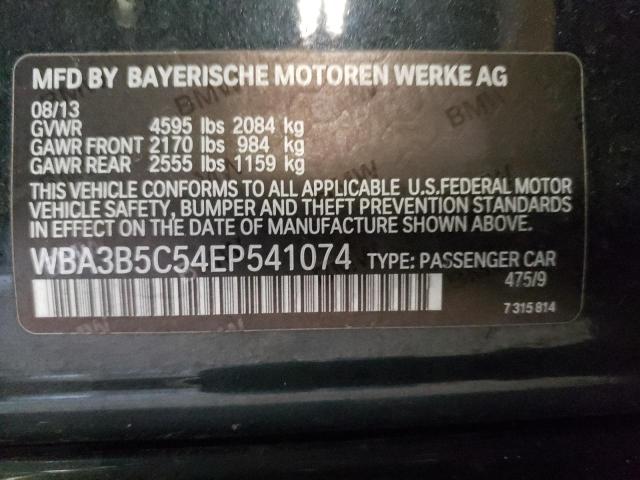 MFD BY BAYERISCHE MOTOREN WERKE AG
08/13
GVWR 4595 lbs 2084 kg
GAWR FRONT 2170 lbs 984 kg
GAWR REAR 2555 lbs 1159 kg
THIS VEHICLE CONFORMS TO ALL APPLICABLE U.S.FEDERAL MOTOR
VEHICLE SAFETY, BUMPER AND THEFT PREVENTION STANDARDS
IN EFFECT ON THE DATE OF MANUFACTURE SHOWN ABOVE:
WBA3B5C54EP541074 TYPE: PASSENGER CAR
475/9
7 315 814